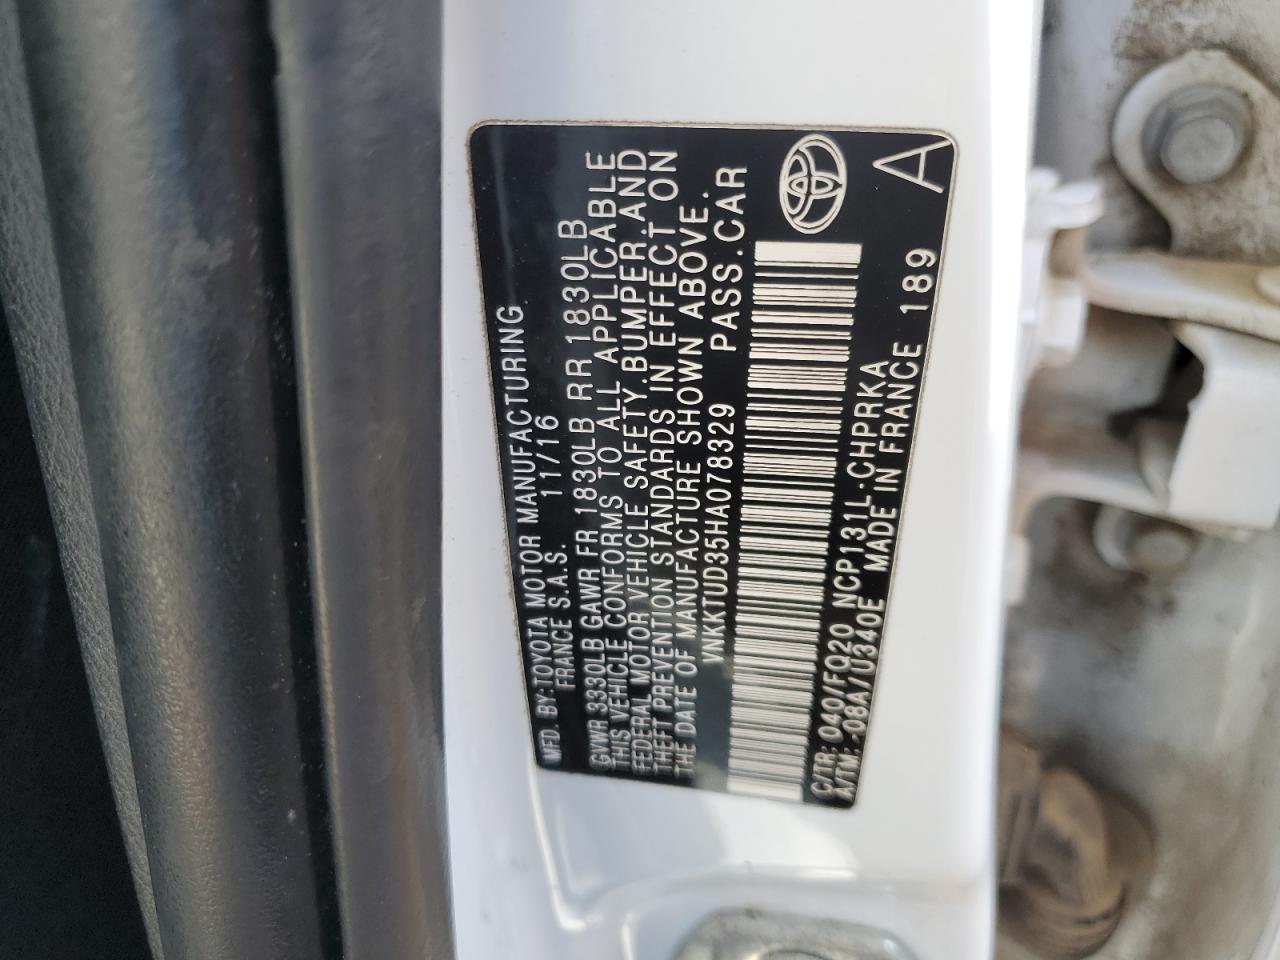 MFD. BY:TOYOTA MOTOR MANUFACTURING
FRANCE S.A.S. 11/16
GVWR 3330LB GAWR FR 1830LB RR 1830LB
THIS VEHICLE CONFORMS TO ALL APPLICABLE
FEDERAL MOTOR VEHICLE SAFETY,BUMPER,AND
THEFT PREVENTION STANDARDS IN EFFECT ON
THE DATE OF MANUFACTURE SHOWN ABOVE.
VNKKTUD35HA078329 PASS.CAR
C/TR: 040/FQ20 NCP131L-CHPRKA
A/TM: -08A/U340E MADE IN FRANCE 189
A